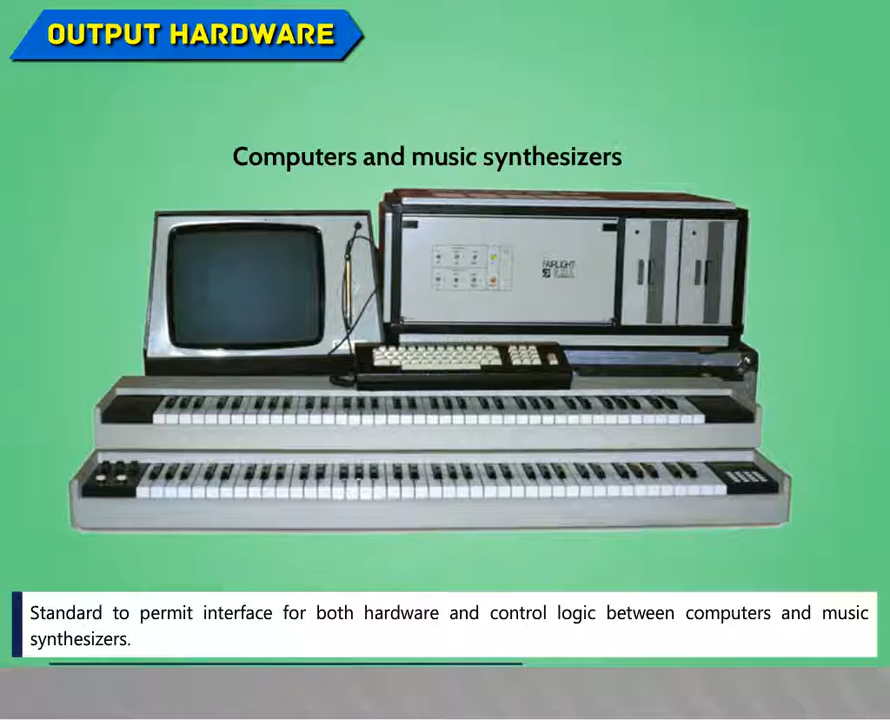 OUTPUT HARDWARE
Computers and music synthesizers
FAIRLIGHT
Standard to permit interface for both hardware and control logic between computers and music
synthesizers.